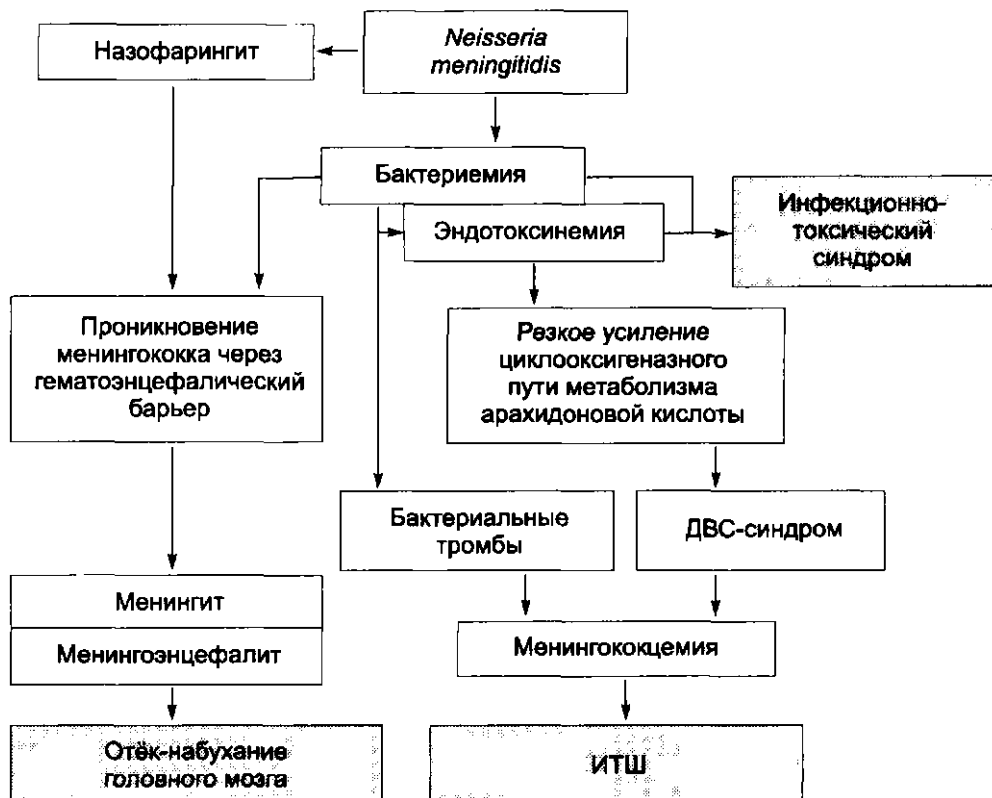 Назофарингит
Neisseria
meningitidis
Бактериемия
Эндотоксинемия
Инфекционно-
токсический
синдром
Проникновение
менингококка через
гематоэнцефалический
барьер
Резкое усиление
циклооксигеназного
пути метаболизма
арахидоновой кислоты
Бактериальные
тромбы
ДВС-синдром
Менингит
Менингоэнцефалит
Менингококцемия
Отёк-набухание
головного мозга
ИТШ